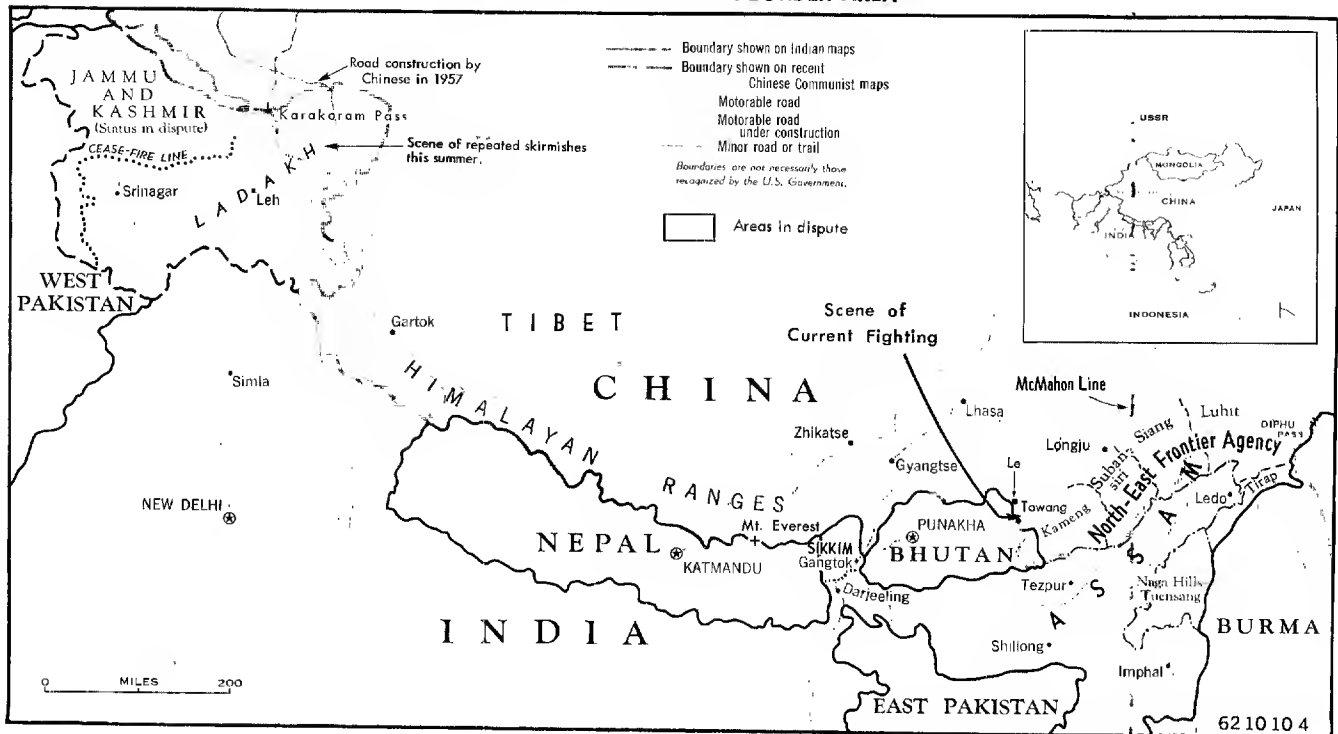 Boundary shown on Indian maps
Boundary shown on recent
Chinese Communist maps
Motorable road
Motorable road
under construction
Minor road or trail
Boundaries are not necessarily those
recognized by the U.S. Government.
Areas in dispute
Road construction by
Chinese in 1957
JAMMU
AND
KASHMIR
(Status in dispute)
Karakoram Pass
CEASE-FIRE LINE
Scene of repeated skirmishes
this summer.
Srinagar
LADAKH
Leh
WEST
PAKISTAN
Gartok
TIBET
Simla
CHINA
HIMALAYAN RANGES
NEW DELHI
NEPAL
KATMANDU
Mt. Everest
INDIA
Zhikatse
Gyangtse
Lhasa
Scene of
Current Fighting
McMahon Line
Longju
Le
Towang
SIKKIM
Gangtok
Darjeeling
PUNAKHA
BHUTAN
Kameng
Suban-
siri
Siang
Luhit
DIPHU
PASS
North-East Frontier Agency
Ledo
Tirap
ASSAM
Tezpur
Naga Hills-
Tuensang
Shillong
BURMA
Imphal
EAST PAKISTAN
0 MILES 200
USSR
MONGOLIA
CHINA
JAPAN
INDIA
INDONESIA
62 10 10 4